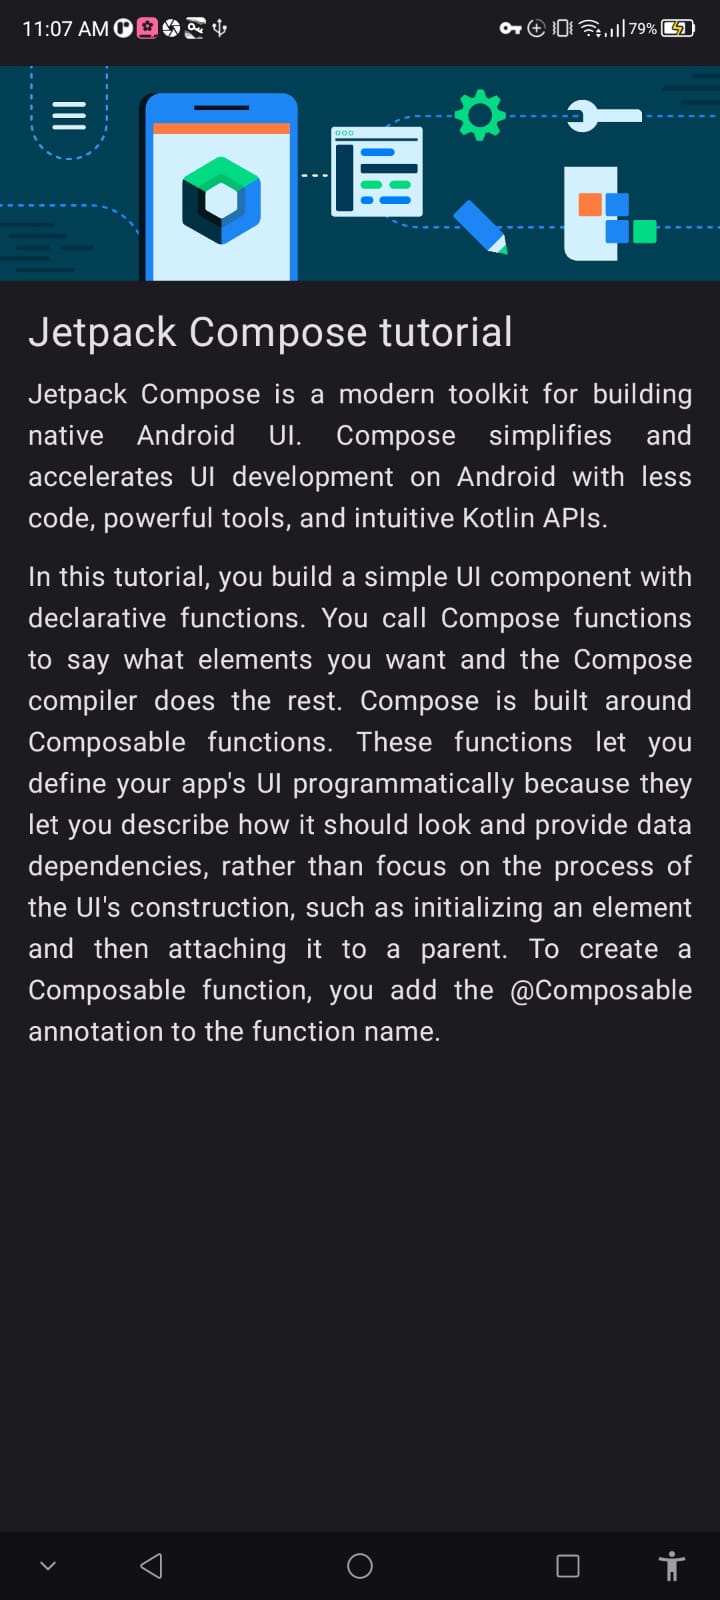 11:07 AM
79%
Jetpack Compose tutorial
Jetpack Compose is a modern toolkit for building
native Android UI. Compose simplifies and
accelerates UI development on Android with less
code, powerful tools, and intuitive Kotlin APIs.
In this tutorial, you build a simple UI component with
declarative functions. You call Compose functions
to say what elements you want and the Compose
compiler does the rest. Compose is built around
Composable functions. These functions let you
define your app's UI programmatically because they
let you describe how it should look and provide data
dependencies, rather than focus on the process of
the UI's construction, such as initializing an element
and then attaching it to a parent. To create a
Composable function, you add the @Composable
annotation to the function name.